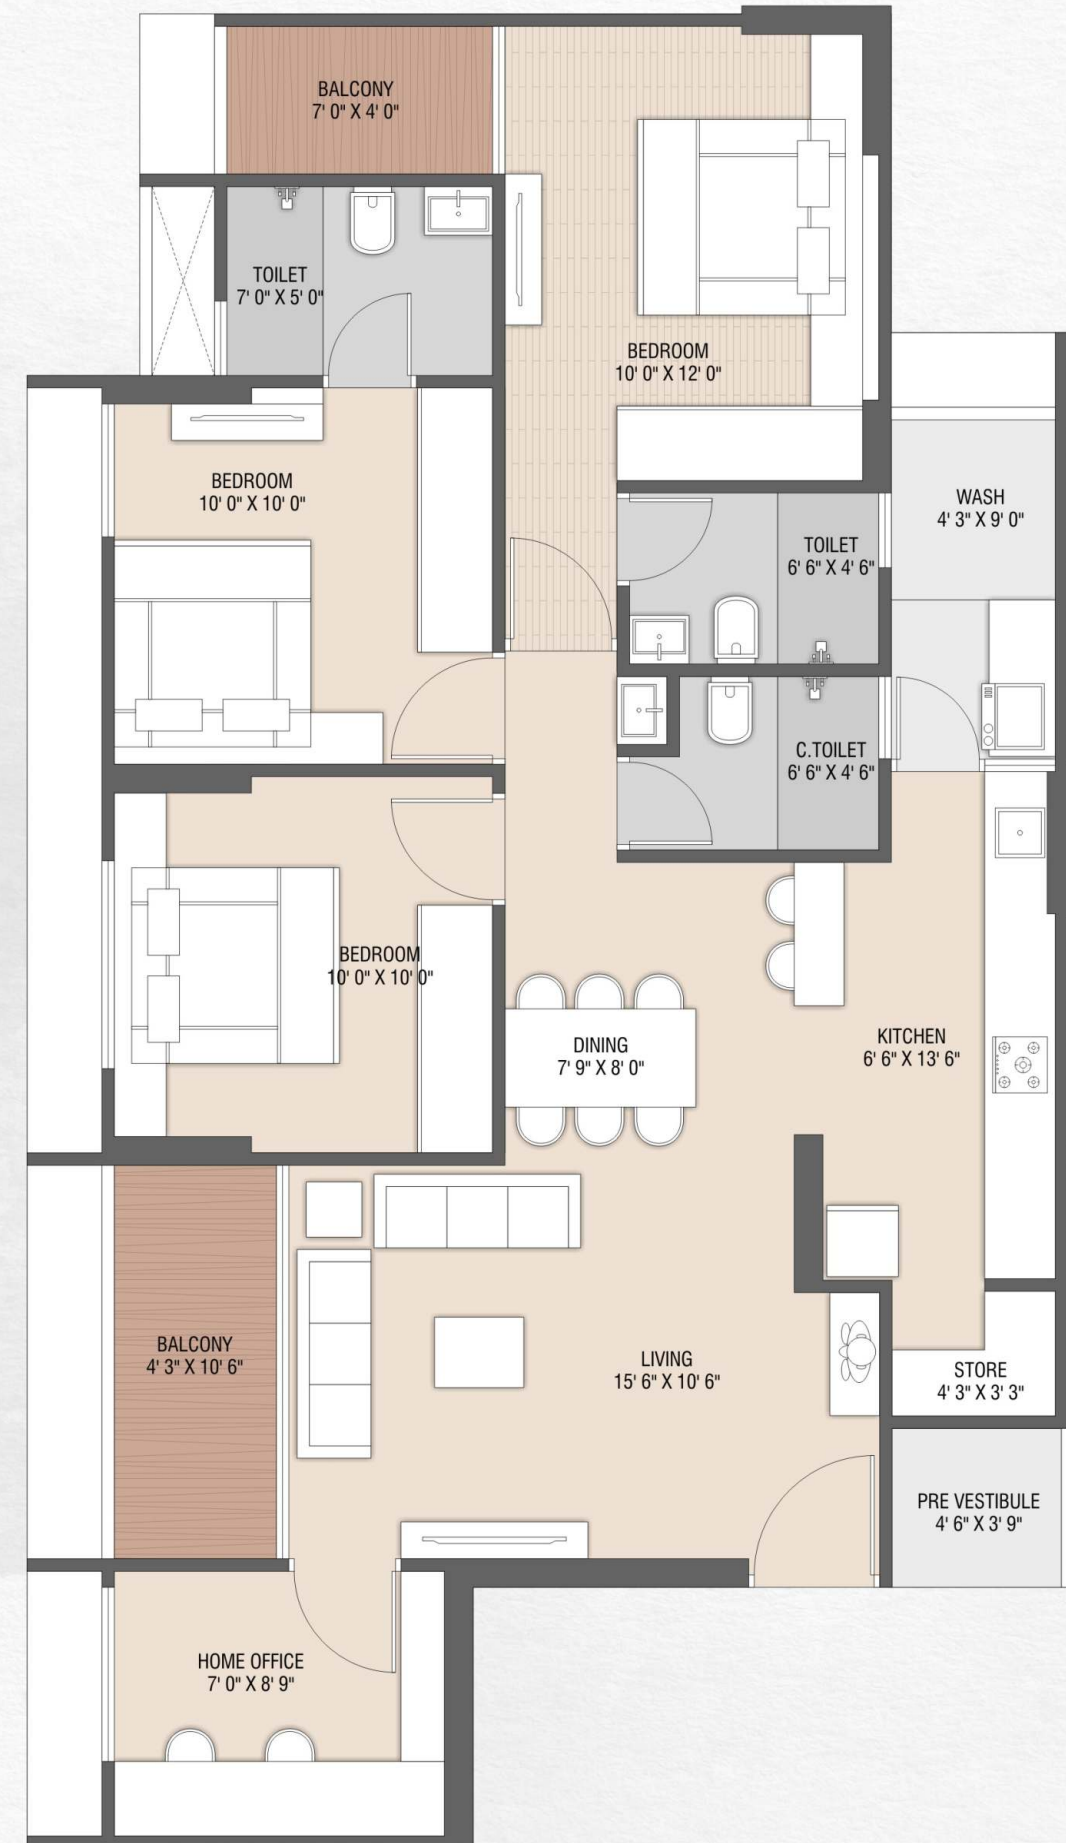 BALCONY
7' 0" X 4' 0"
TOILET
7' 0" X 5' 0"
BEDROOM
10' 0" X 12' 0"
BEDROOM
10' 0" X 10' 0"
WASH
4' 3" X 9' 0"
TOILET
6' 6" X 4' 6"
C.TOILET
6' 6" X 4' 6"
BEDROOM
10' 0" X 10' 0"
DINING
7' 9" X 8' 0"
KITCHEN
6' 6" X 13' 6"
BALCONY
4' 3" X 10' 6"
LIVING
15' 6" X 10' 6"
STORE
4' 3" X 3' 3"
PRE VESTIBULE
4' 6" X 3' 9"
HOME OFFICE
7' 0" X 8' 9"